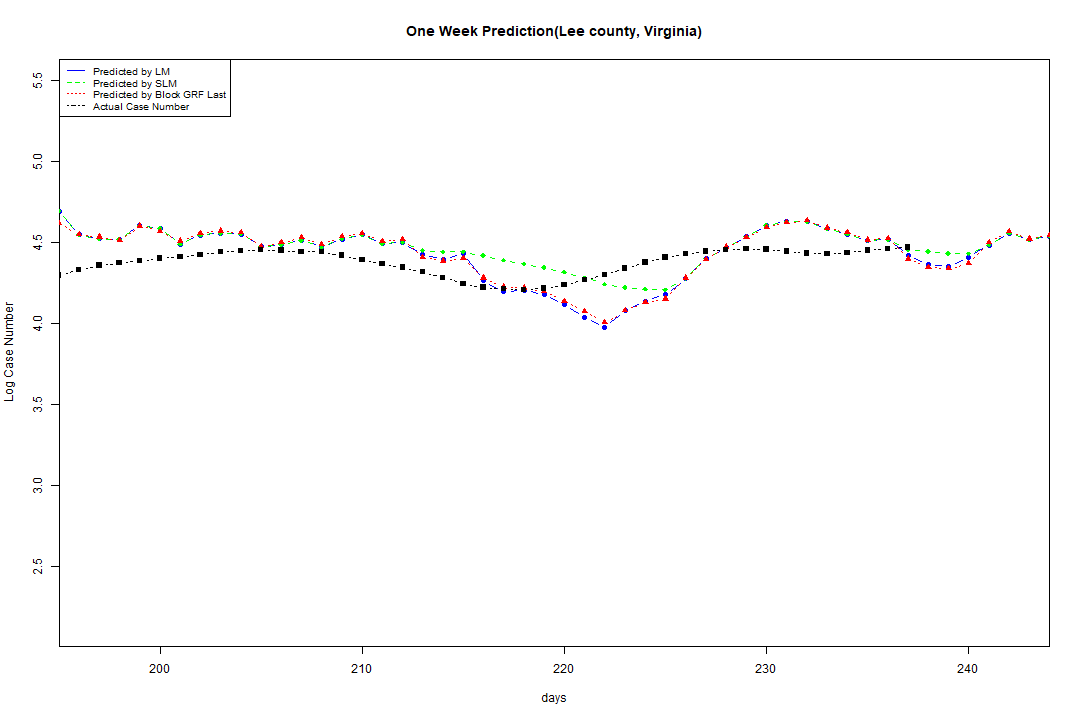 One Week Prediction(Lee county, Virginia)
Predicted by LM
Predicted by SLM
Predicted by Block GRF Last
Actual Case Number
5.5
5.0
4.5
4.0
3.5
3.0
2.5
Log Case Number
200 210 220 230 240
days